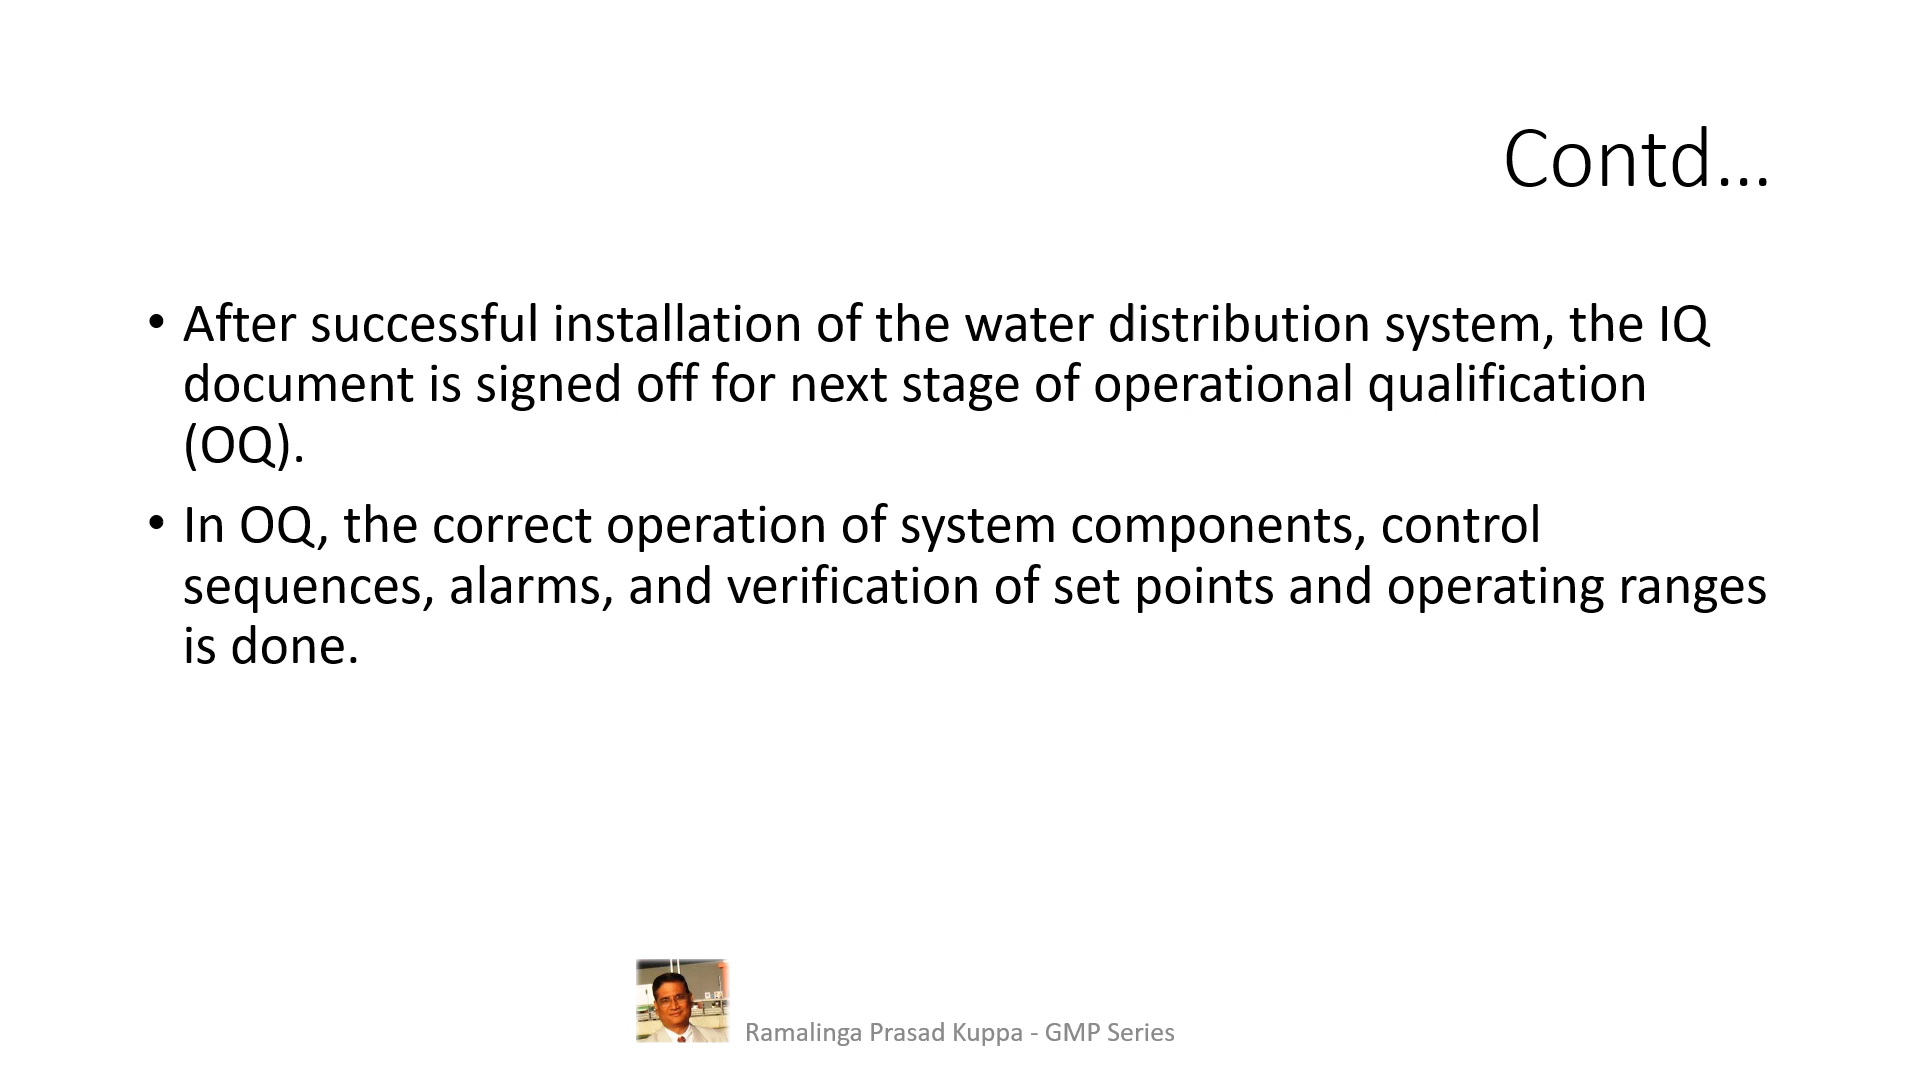 Contd...
• After successful installation of the water distribution system, the IQ
document is signed off for next stage of operational qualification
(OQ).
• In OQ, the correct operation of system components, control
sequences, alarms, and verification of set points and operating ranges
is done.
Ramalinga Prasad Kuppa - GMP Series